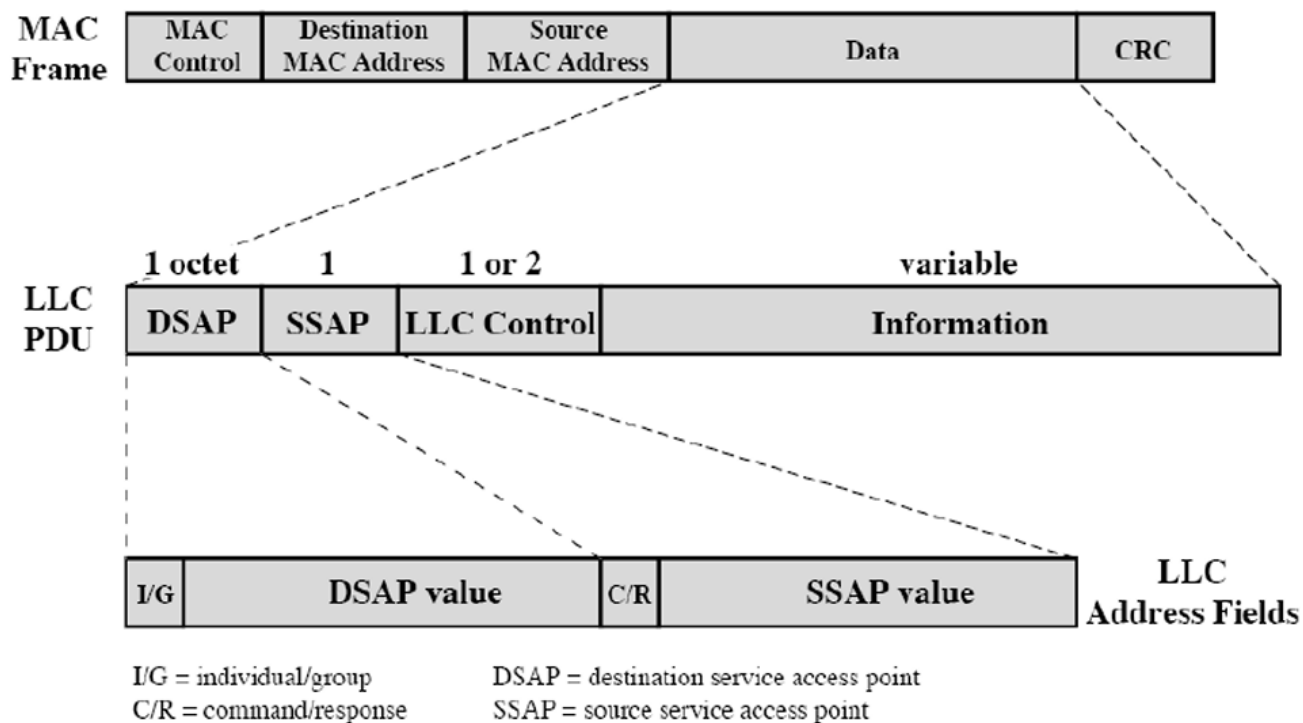 MAC Frame
MAC Control
Destination MAC Address
Source MAC Address
Data
CRC
1 octet
1
1 or 2
variable
LLC PDU
DSAP
SSAP
LLC Control
Information
I/G
DSAP value
C/R
SSAP value
LLC Address Fields
I/G = individual/group
DSAP = destination service access point
C/R = command/response
SSAP = source service access point